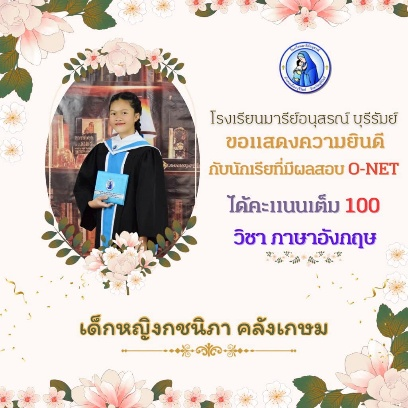 โรงเรียนมารีย์อนุสรณ์ บุรีรัมย์
ขอแสดงความยินดี
กับนักเรียที่มีผลสอบ O-NET
ได้คะแนนเต็ม 100
วิชา ภาษาอังกฤษ
เด็กหญิงกชนิภา คลังเกษม